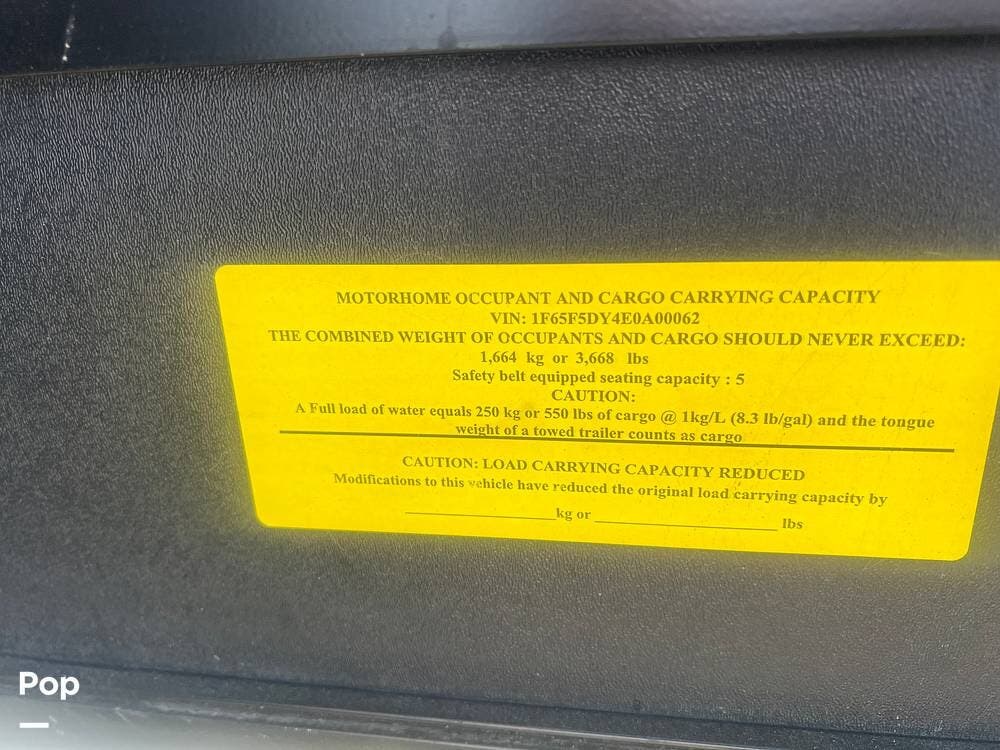 MOTORHOME OCCUPANT AND CARGO CARRYING CAPACITY
VIN: 1F65F5DY4E0A00062
THE COMBINED WEIGHT OF OCCUPANTS AND CARGO SHOULD NEVER EXCEED:
1,664 kg or 3,668 lbs
Safety belt equipped seating capacity : 5
CAUTION:
A Full load of water equals 250 kg or 550 lbs of cargo @ 1kg/L (8.3 lb/gal) and the tongue
weight of a towed trailer counts as cargo
CAUTION: LOAD CARRYING CAPACITY REDUCED
Modifications to this vehicle have reduced the original load carrying capacity by
____________________kg or ________________________ lbs
Pop